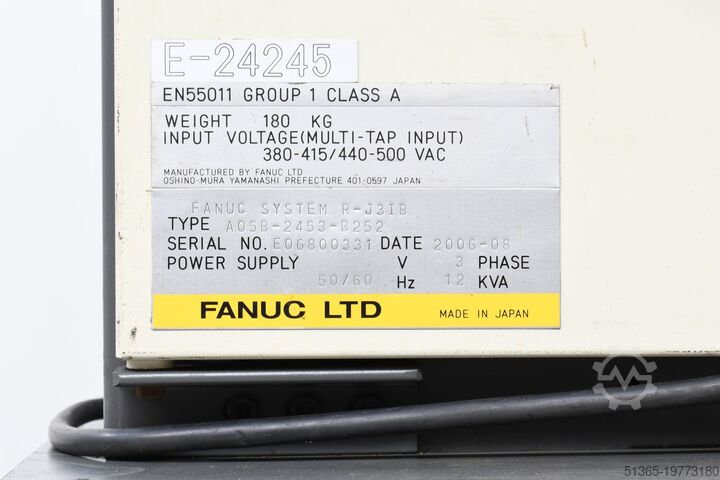 E-24245
EN55011 GROUP 1 CLASS A
WEIGHT 180 KG
INPUT VOLTAGE(MULTI-TAP INPUT)
380-415/440-500 VAC
MANUFACTURED BY FANUC LTD
OSHINO-MURA YAMANASHI PREFECTURE 401-0597 JAPAN
FANUC SYSTEM R-J3IB
TYPE A05B-2453-B252
SERIAL NO. E06800331 DATE 2006-08
POWER SUPPLY V 3 PHASE
50/60 Hz 12 KVA
FANUC LTD MADE IN JAPAN
51365-19773180